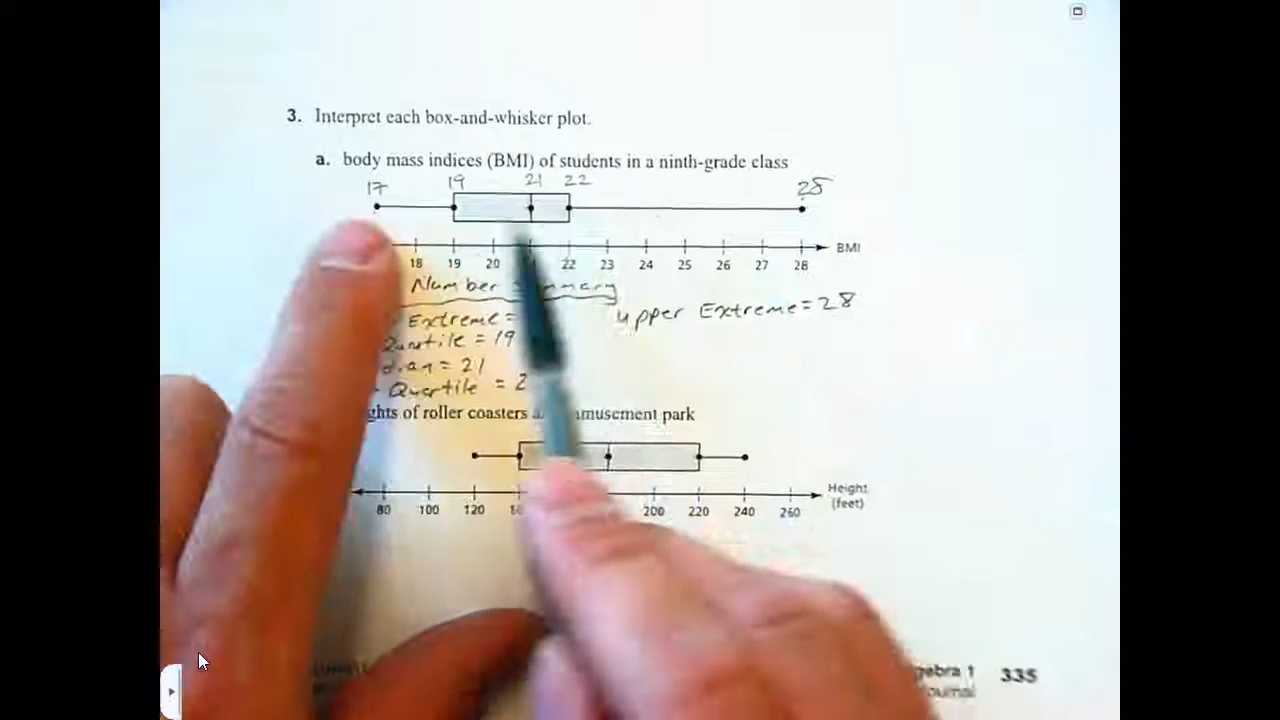 3. Interpret each box-and-whisker plot.
a. body mass indices (BMI) of students in a ninth-grade class
17 19 21 22 28
BMI
18 19 20 22 23 24 25 26 27 28
Number
Extreme =
upper Extreme = 28
Quartile = 19
= 21
Quartile = 2
of roller coasters amusement park
Height
(feet)
80 100 120 200 220 240 260
335